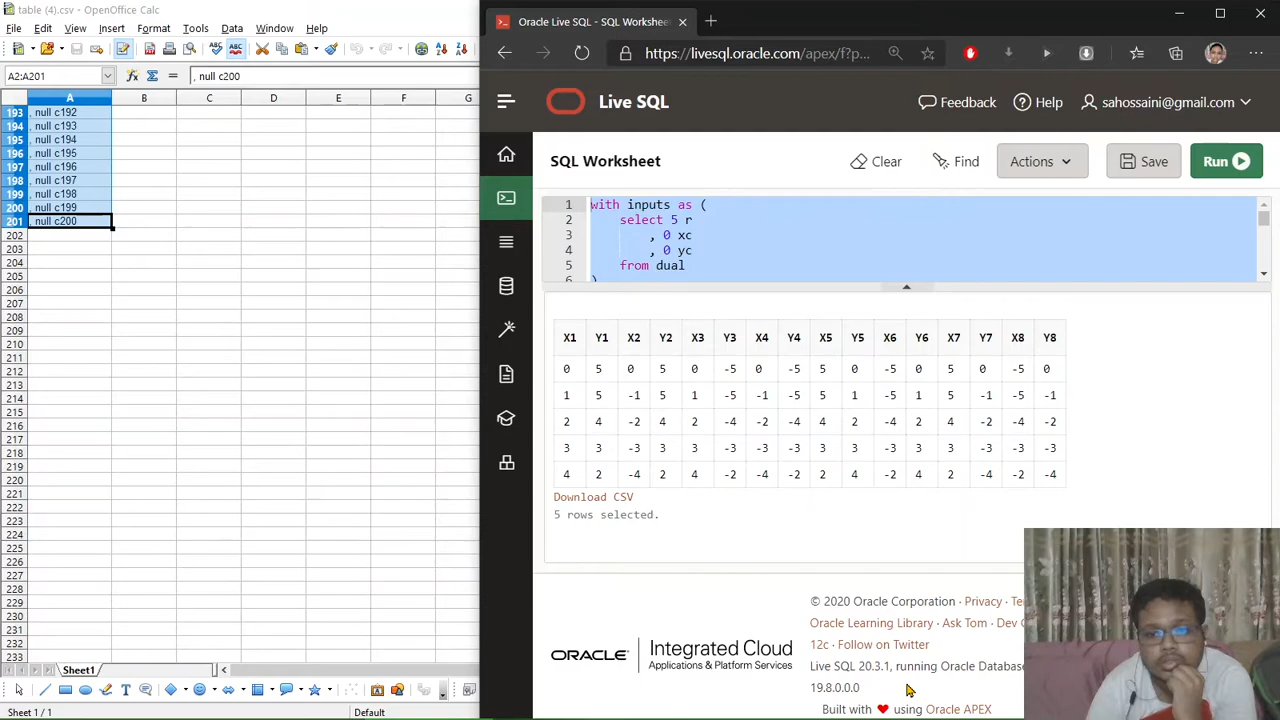 table (4).csv - OpenOffice Calc
File Edit View Insert Format Tools Data Window Help
A2:A201
, null c200
A B C D E F G
193 , null c192
194 , null c193
195 , null c194
196 , null c195
197 , null c196
198 , null c197
199 , null c198
200 , null c199
201 , null c200
202
203
204
205
206
207
208
209
210
211
212
213
214
215
216
217
218
219
220
221
222
223
224
225
226
227
228
229
230
231
232
233
Sheet1
Sheet 1 / 1 Default
Oracle Live SQL - SQL Workshee
https://livesql.oracle.com/apex/f?p...
Live SQL
Feedback Help sahossaini@gmail.com
SQL Worksheet
Clear Find Actions Save Run
1 with inputs as (
2 select 5 r
3 , 0 xc
4 , 0 yc
5 from dual
6 )
X1 Y1 X2 Y2 X3 Y3 X4 Y4 X5 Y5 X6 Y6 X7 Y7 X8 Y8
0 5 0 5 0 -5 0 -5 5 0 -5 0 5 0 -5 0
1 5 -1 5 1 -5 -1 -5 5 1 -5 1 5 -1 -5 -1
2 4 -2 4 2 -4 -2 -4 4 2 -4 2 4 -2 -4 -2
3 3 -3 3 3 -3 -3 -3 3 3 -3 3 3 -3 -3 -3
4 2 -4 2 4 -2 -4 -2 2 4 -2 4 2 -4 -2 -4
Download CSV
5 rows selected.
© 2020 Oracle Corporation · Privacy · Te
Oracle Learning Library · Ask Tom · Dev
12c · Follow on Twitter
Live SQL 20.3.1, running Oracle Database
19.8.0.0.0
Built with ❤ using Oracle APEX
ORACLE Integrated Cloud
Applications & Platform Services